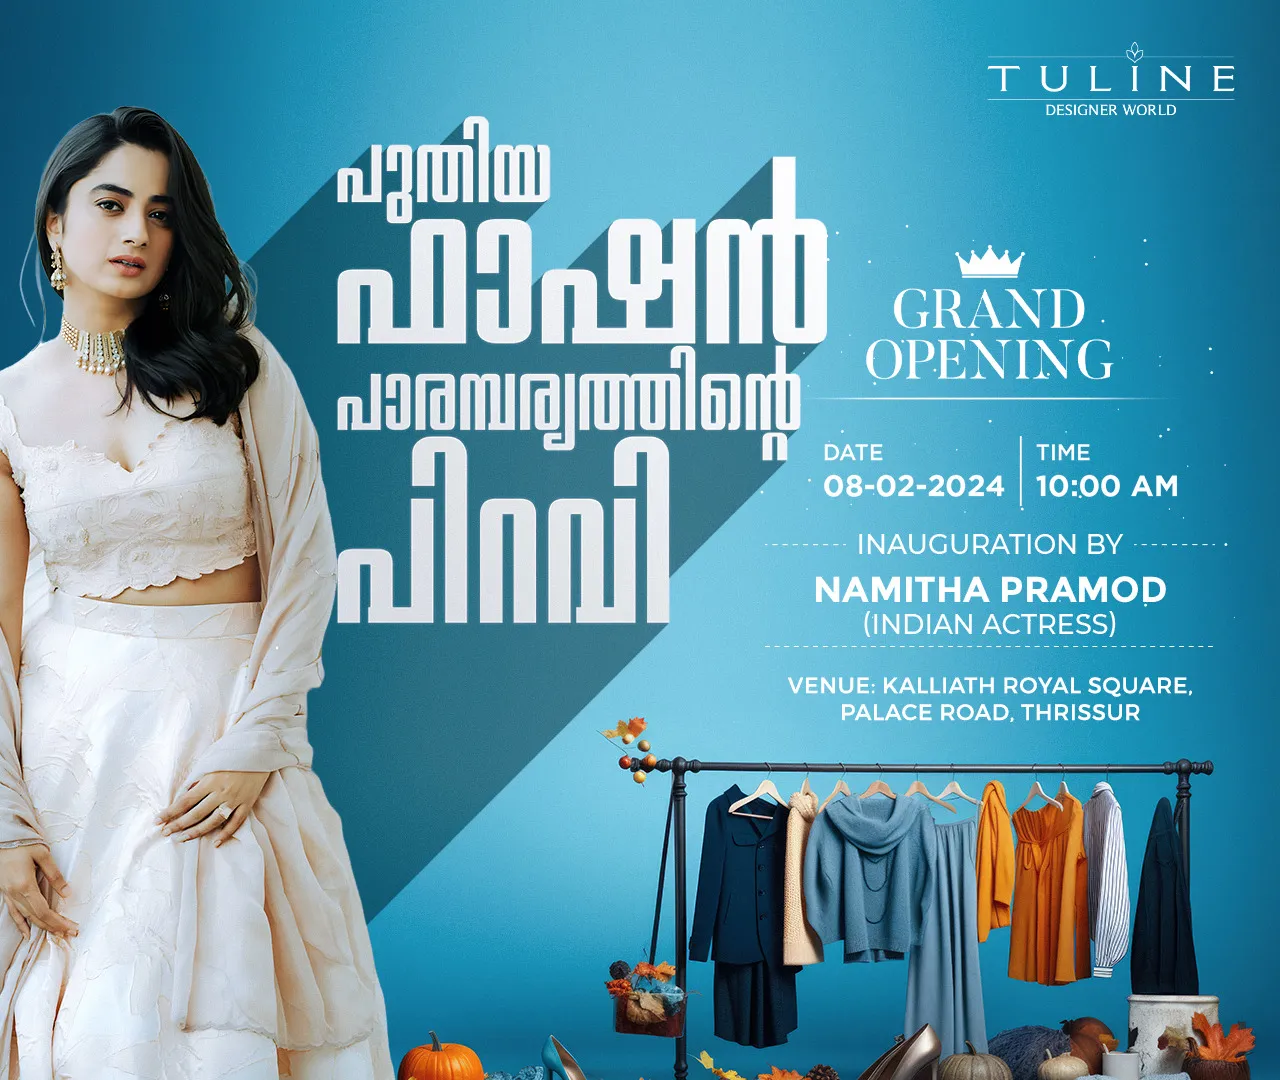 TULINE
DESIGNER WORLD
പുതിയ
ഫാഷൻ
പാരമ്പര്യത്തിന്റെ
പിറവി
GRAND
OPENING
DATE
08-02-2024
TIME
10:00 AM
INAUGURATION BY
NAMITHA PRAMOD
(INDIAN ACTRESS)
VENUE: KALLIATH ROYAL SQUARE,
PALACE ROAD, THRISSUR